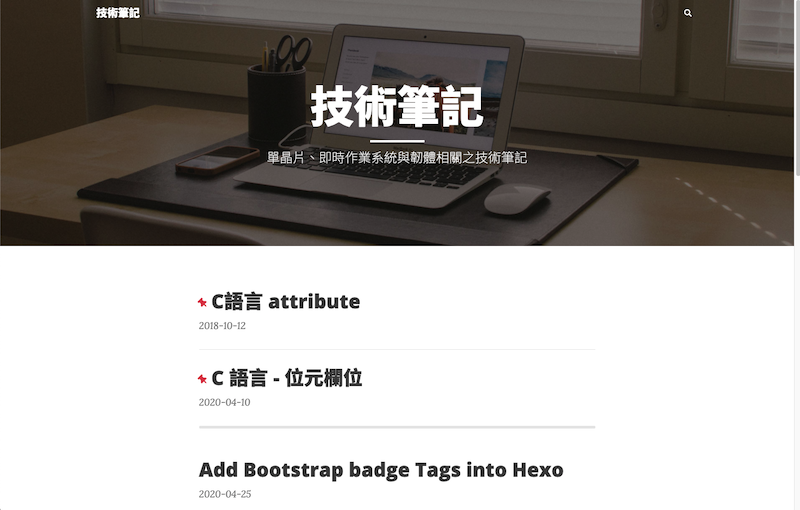 技術筆記
技術筆記
單晶片、即時作業系統與韌體相關之技術筆記
C語言 attribute
2018-10-12
C 語言 - 位元欄位
2020-04-10
Add Bootstrap badge Tags into Hexo
2020-04-25